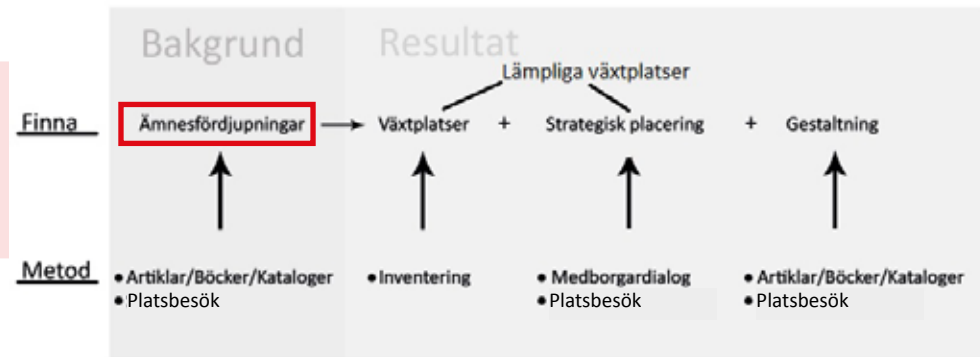 Bakgrund Resultat
Lämpliga växtplatser
Finna Ämnesfördjupningar Växtplatser + Strategisk placering + Gestaltning
Metod • Artiklar/Böcker/Kataloger • Inventering • Medborgardialog • Artiklar/Böcker/Kataloger
• Platsbesök • Platsbesök • Platsbesök